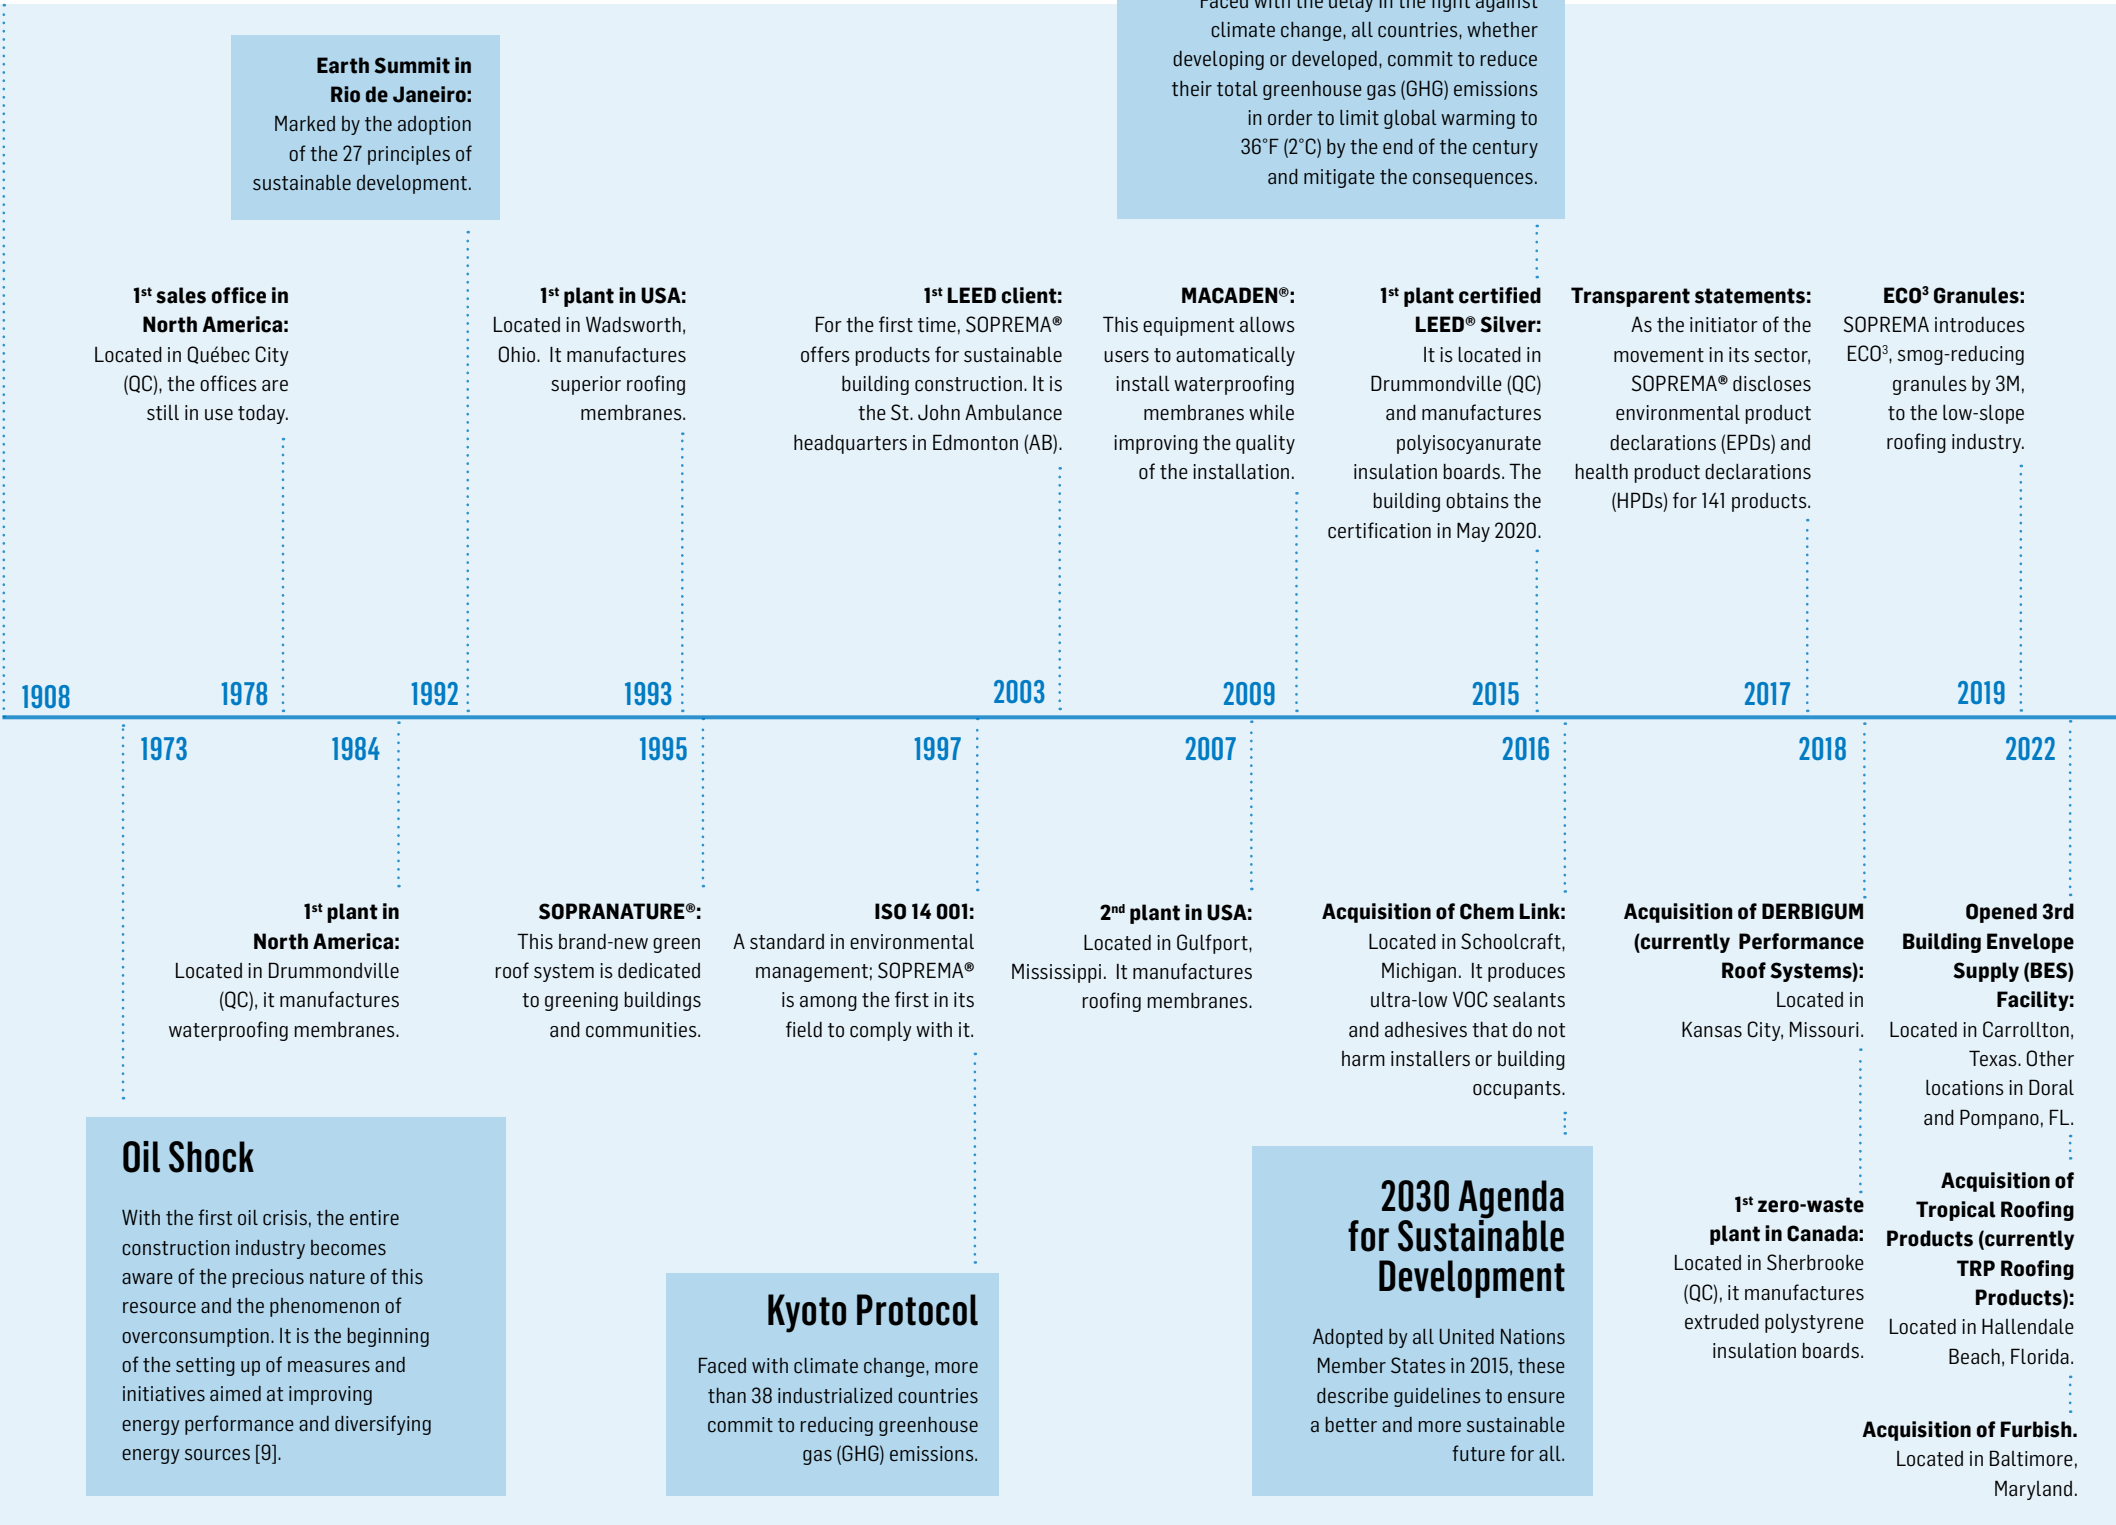 Faced with the delay in the fight against
climate change, all countries, whether
developing or developed, commit to reduce
their total greenhouse gas (GHG) emissions
in order to limit global warming to
36°F (2°C) by the end of the century
and mitigate the consequences.
Earth Summit in
Rio de Janeiro:
Marked by the adoption
of the 27 principles of
sustainable development.
1st sales office in
North America:
Located in Québec City
(QC), the offices are
still in use today.
1st plant in USA:
Located in Wadsworth,
Ohio. It manufactures
superior roofing
membranes.
1st LEED client:
For the first time, SOPREMA®
offers products for sustainable
building construction. It is
the St. John Ambulance
headquarters in Edmonton (AB).
MACADEN®:
This equipment allows
users to automatically
install waterproofing
membranes while
improving the quality
of the installation.
1st plant certified
LEED® Silver:
It is located in
Drummondville (QC)
and manufactures
polyisocyanurate
insulation boards. The
building obtains the
certification in May 2020.
Transparent statements:
As the initiator of the
movement in its sector,
SOPREMA® discloses
environmental product
declarations (EPDs) and
health product declarations
(HPDs) for 141 products.
ECO³ Granules:
SOPREMA introduces
ECO³, smog-reducing
granules by 3M,
to the low-slope
roofing industry.
1908
1978
1992
1993
2003
2009
2015
2017
2019
1973
1984
1995
1997
2007
2016
2018
2022
1st plant in
North America:
Located in Drummondville
(QC), it manufactures
waterproofing membranes.
SOPRANATURE®:
This brand-new green
roof system is dedicated
to greening buildings
and communities.
ISO 14 001:
A standard in environmental
management; SOPREMA®
is among the first in its
field to comply with it.
2nd plant in USA:
Located in Gulfport,
Mississippi. It manufactures
roofing membranes.
Acquisition of Chem Link:
Located in Schoolcraft,
Michigan. It produces
ultra-low VOC sealants
and adhesives that do not
harm installers or building
occupants.
Acquisition of DERBIGUM
(currently Performance
Roof Systems):
Located in
Kansas City, Missouri.
Opened 3rd
Building Envelope
Supply (BES)
Facility:
Located in Carrollton,
Texas. Other
locations in Doral
and Pompano, FL.
Oil Shock
With the first oil crisis, the entire
construction industry becomes
aware of the precious nature of this
resource and the phenomenon of
overconsumption. It is the beginning
of the setting up of measures and
initiatives aimed at improving
energy performance and diversifying
energy sources [9].
Kyoto Protocol
Faced with climate change, more
than 38 industrialized countries
commit to reducing greenhouse
gas (GHG) emissions.
2030 Agenda
for Sustainable
Development
Adopted by all United Nations
Member States in 2015, these
describe guidelines to ensure
a better and more sustainable
future for all.
1st zero-waste
plant in Canada:
Located in Sherbrooke
(QC), it manufactures
extruded polystyrene
insulation boards.
Acquisition of
Tropical Roofing
Products (currently
TRP Roofing
Products):
Located in Hallendale
Beach, Florida.
Acquisition of Furbish.
Located in Baltimore,
Maryland.